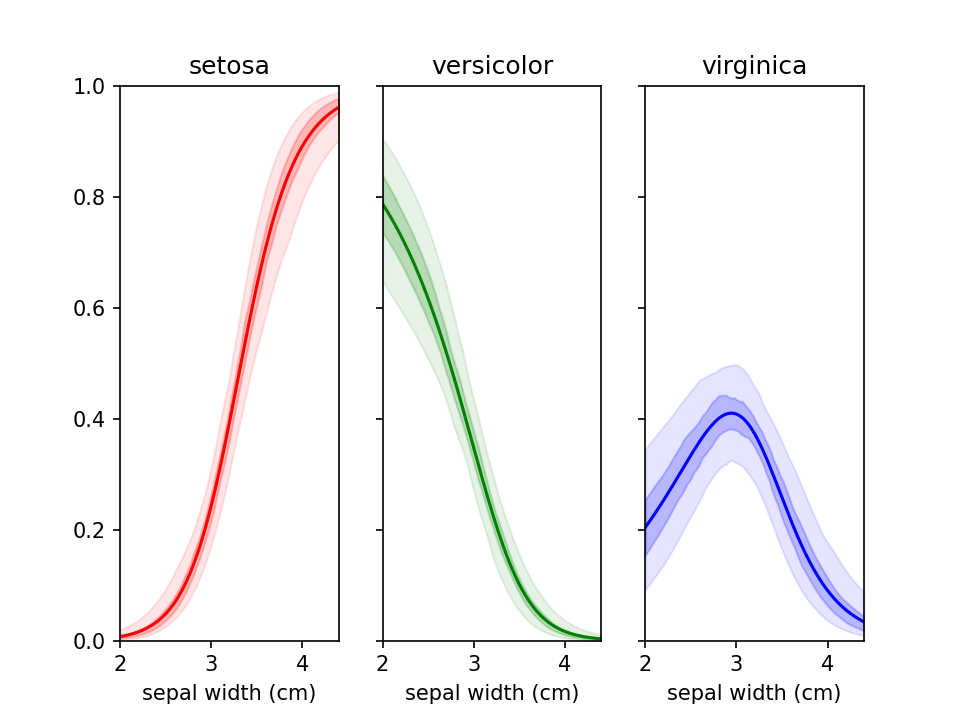 setosa
versicolor
virginica
1.0
0.8
0.6
0.4
0.2
0.0
2 3 4
2 3 4
2 3 4
sepal width (cm)
sepal width (cm)
sepal width (cm)